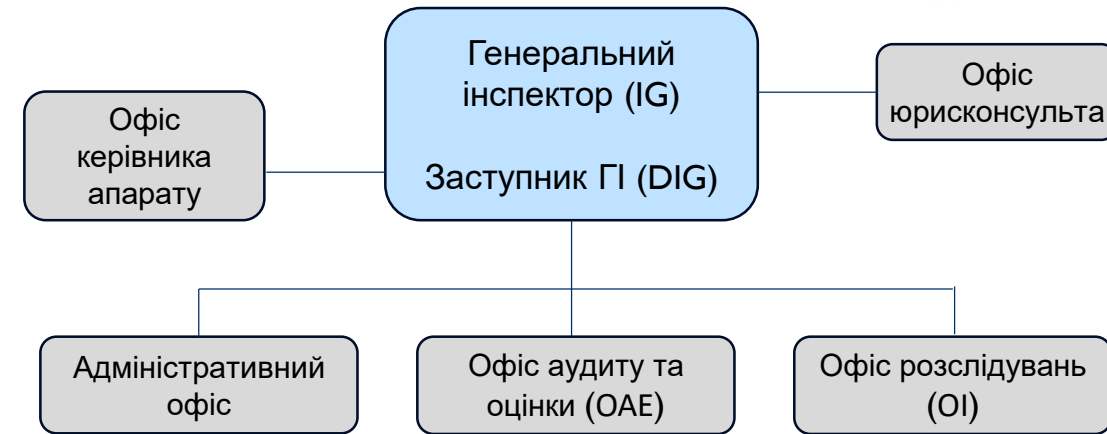 Генеральний
інспектор (IG)
Заступник ГІ (DIG)
Офіс
юрисконсульта
Офіс
керівника
апарату
Адміністративний
офіс
Офіс аудиту та
оцінки (OAE)
Офіс розслідувань
(OI)